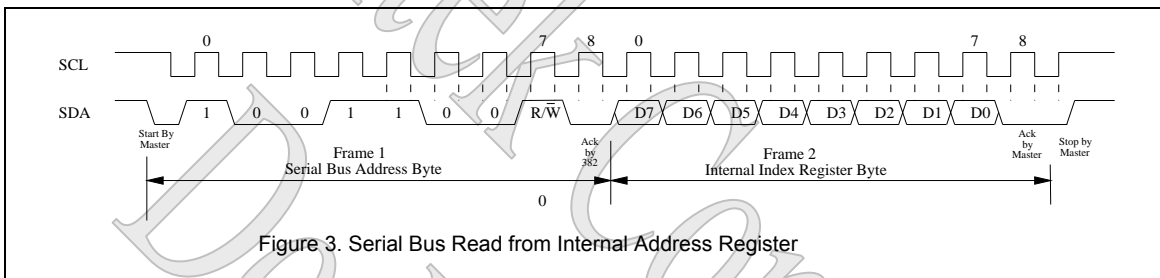 0 7 8 0 7 8
SCL
SDA 1 0 0 1 1 0 0 R/W̅ D7 D6 D5 D4 D3 D2 D1 D0
Start By
Master
Ack
by
382
Ack
by
Master
Stop by
Master
Frame 1
Serial Bus Address Byte
Frame 2
Internal Index Register Byte
0
Figure 3. Serial Bus Read from Internal Address Register